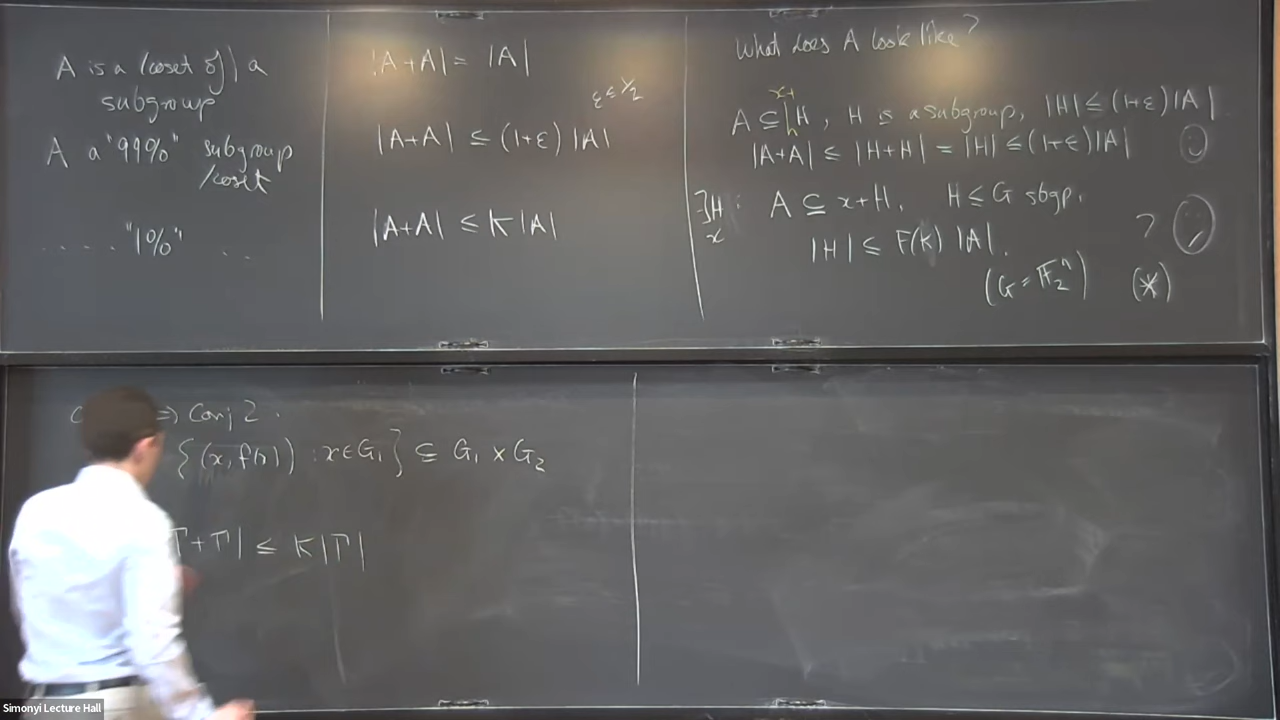 A is a (coset of) a
subgroup
A a "99%" subgroup
/coset
..... "1%" ..
|A+A| = |A|
ε ≤ 1/2
|A+A| ≤ (1+ε)|A|
|A+A| ≤ K|A|
What does A look like?
x+
A ⊆ H, H is a subgroup, |H| ≤ (1+ε)|A|
|A+A| ≤ |H+H| = |H| ≤ (1+ε)|A|
∃H x : A ⊆ x+H, H ≤ G sbgp.
|H| ≤ F(K) |A|. ?
(G = F₂ⁿ) (*)
⇒ Conj 2.
{(x, f(x)) : x∈G₁} ⊆ G₁ × G₂
Γ+Γ| ≤ K|Γ|
Simonyi Lecture Hall